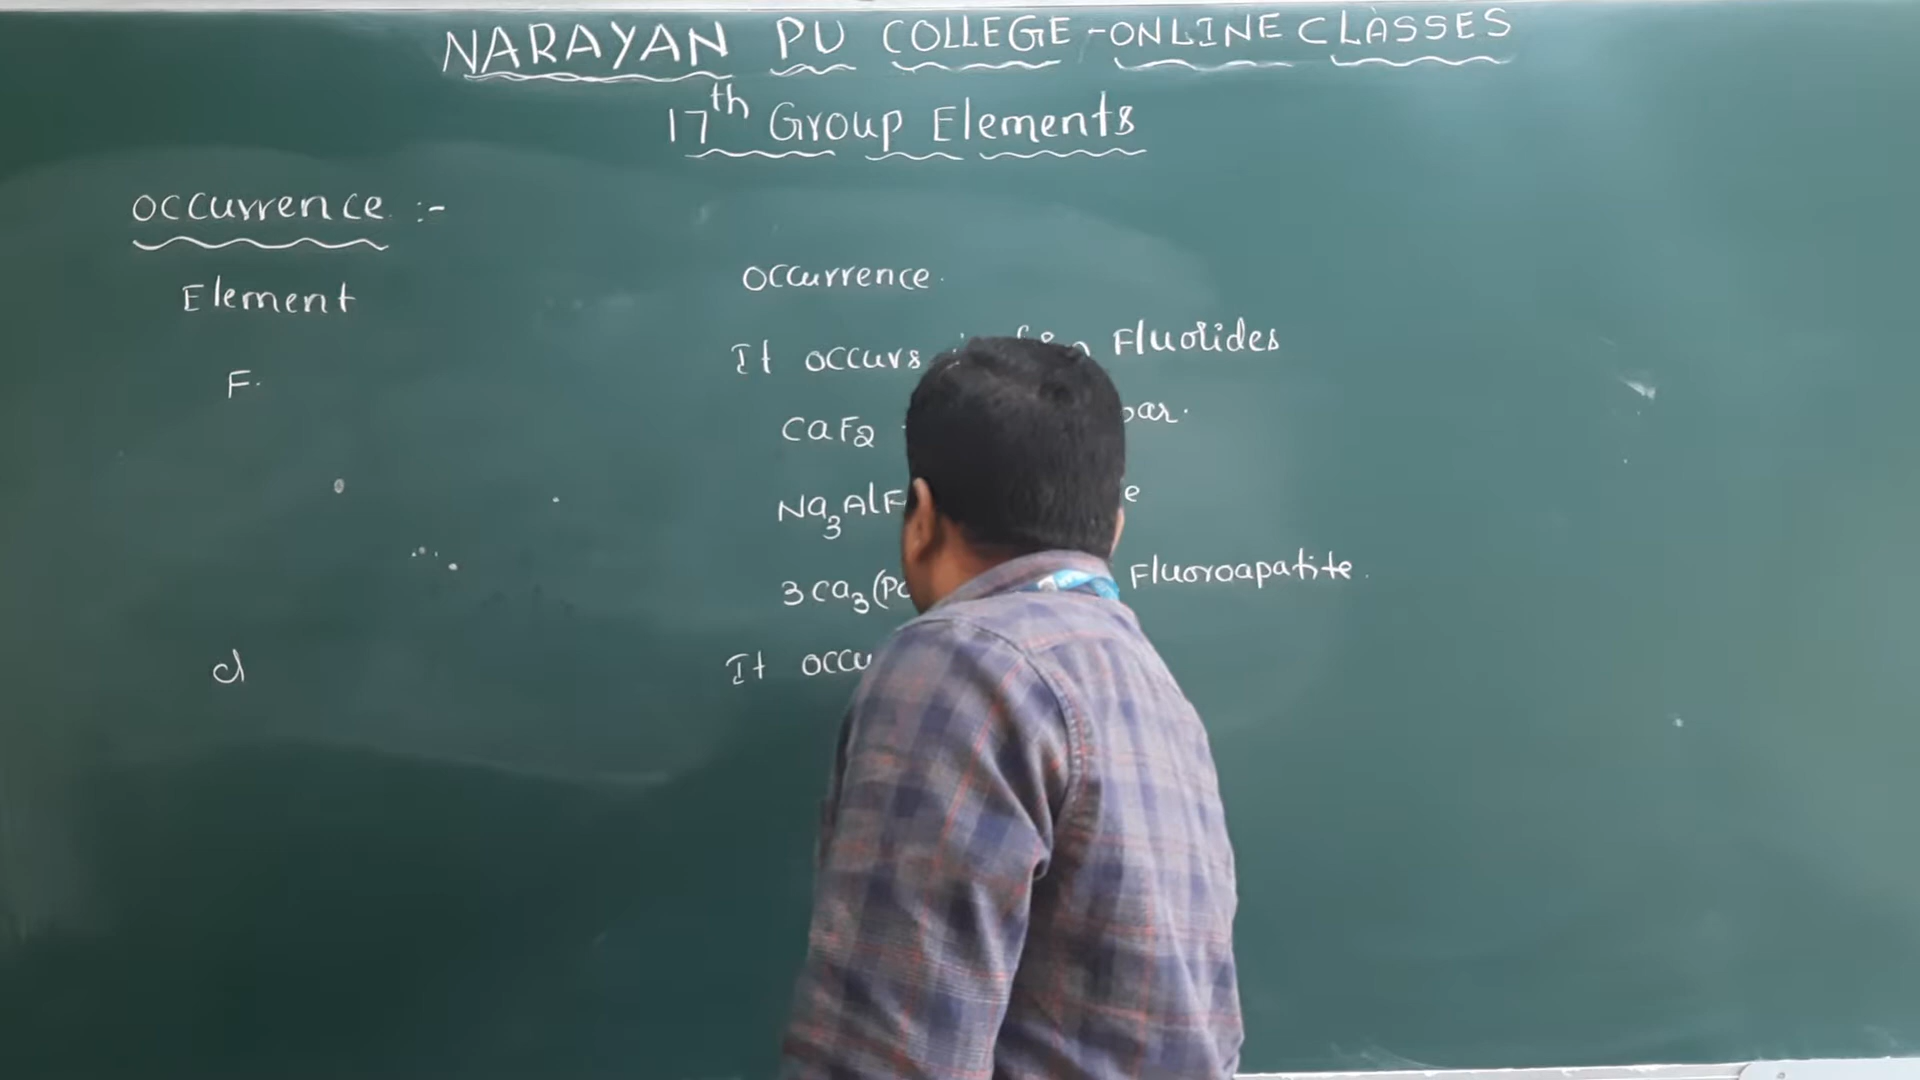 NARAYAN PU COLLEGE - ONLINE CLASSES
17th Group Elements
Occurrence :-
Element
Occurrence.
F.
It occurs Fluorides
CaF2
Na3AlF
3Ca3(Po Fluoroapatite.
Cl
It occu